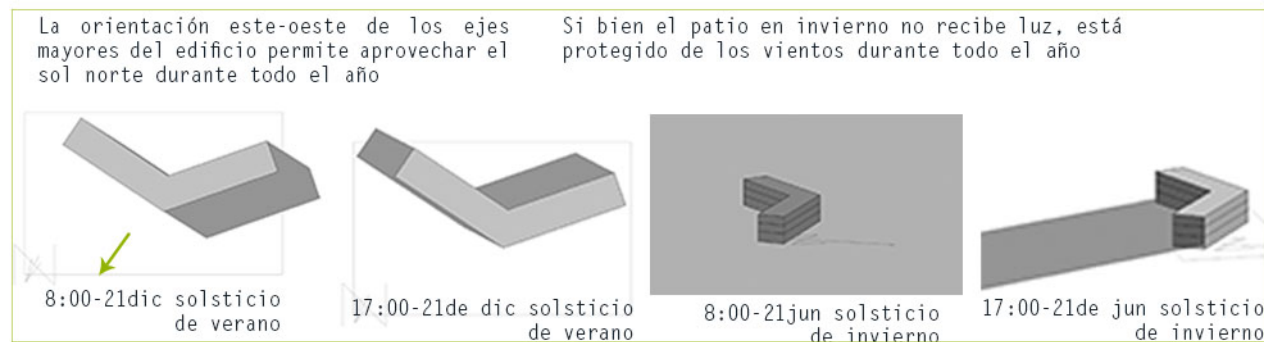 La orientación este-oeste de los ejes
mayores del edificio permite aprovechar el
sol norte durante todo el año
Si bien el patio en invierno no recibe luz, está
protegido de los vientos durante todo el año
8:00-21dic solsticio
de verano
17:00-21de dic solsticio
de verano
8:00-21jun solsticio
de invierno
17:00-21de jun solsticio
de invierno